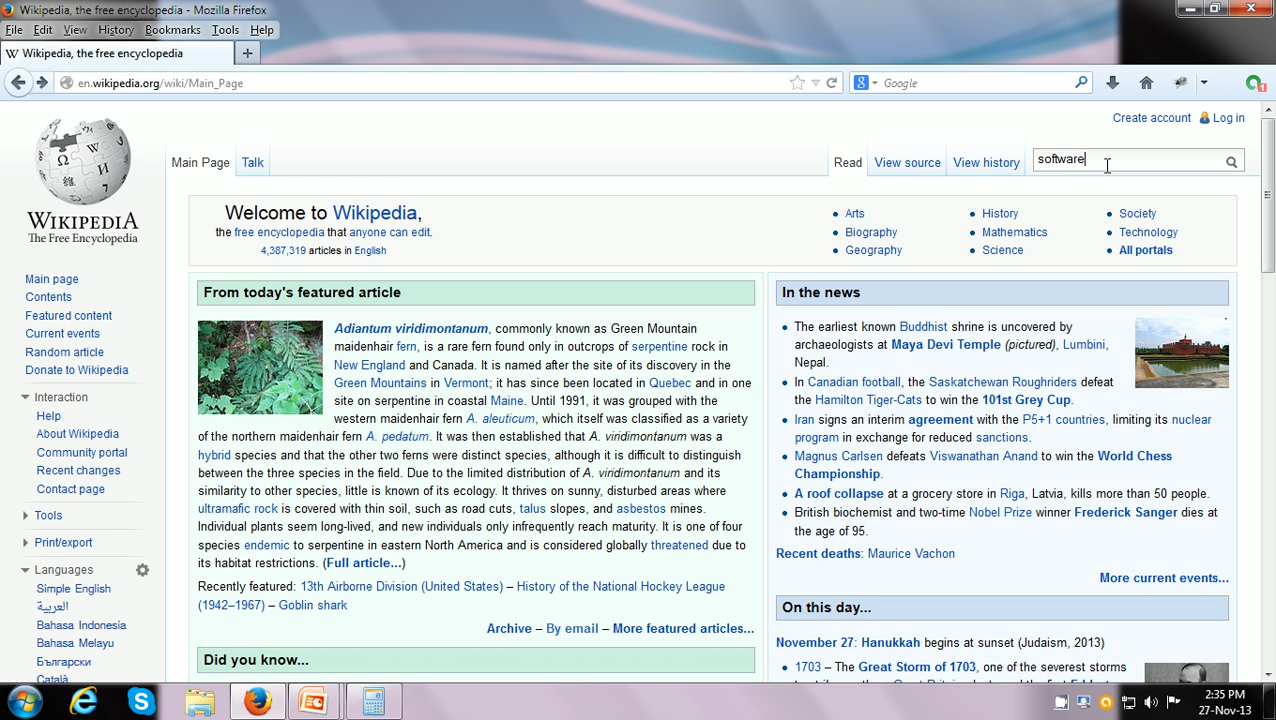 Wikipedia, the free encyclopedia - Mozilla Firefox
File Edit View History Bookmarks Tools Help
W Wikipedia, the free encyclopedia +
en.wikipedia.org/wiki/Main_Page
8 Google
1
Create account Log in
Main Page Talk Read View source View history software
WIKIPEDIA
The Free Encyclopedia
Welcome to Wikipedia,
the free encyclopedia that anyone can edit.
4,387,319 articles in English
Arts History Society
Biography Mathematics Technology
Geography Science All portals
Main page
Contents
Featured content
Current events
Random article
Donate to Wikipedia
Interaction
Help
About Wikipedia
Community portal
Recent changes
Contact page
Tools
Print/export
Languages
Simple English
العربية
Bahasa Indonesia
Bahasa Melayu
Български
Català
From today's featured article
Adiantum viridimontanum, commonly known as Green Mountain
maidenhair fern, is a rare fern found only in outcrops of serpentine rock in
New England and Canada. It is named after the site of its discovery in the
Green Mountains in Vermont; it has since been located in Quebec and in one
site on serpentine in coastal Maine. Until 1991, it was grouped with the
western maidenhair fern A. aleuticum, which itself was classified as a variety
of the northern maidenhair fern A. pedatum. It was then established that A. viridimontanum was a
hybrid species and that the other two ferns were distinct species, although it is difficult to distinguish
between the three species in the field. Due to the limited distribution of A. viridimontanum and its
similarity to other species, little is known of its ecology. It thrives on sunny, disturbed areas where
ultramafic rock is covered with thin soil, such as road cuts, talus slopes, and asbestos mines.
Individual plants seem long-lived, and new individuals only infrequently reach maturity. It is one of four
species endemic to serpentine in eastern North America and is considered globally threatened due to
its habitat restrictions. (Full article...)
Recently featured: 13th Airborne Division (United States) – History of the National Hockey League
(1942–1967) – Goblin shark
Archive – By email – More featured articles...
Did you know...
In the news
The earliest known Buddhist shrine is uncovered by
archaeologists at Maya Devi Temple (pictured), Lumbini,
Nepal.
In Canadian football, the Saskatchewan Roughriders defeat
the Hamilton Tiger-Cats to win the 101st Grey Cup.
Iran signs an interim agreement with the P5+1 countries, limiting its nuclear
program in exchange for reduced sanctions.
Magnus Carlsen defeats Viswanathan Anand to win the World Chess
Championship.
A roof collapse at a grocery store in Riga, Latvia, kills more than 50 people.
British biochemist and two-time Nobel Prize winner Frederick Sanger dies at
the age of 95.
Recent deaths: Maurice Vachon
More current events...
On this day...
November 27: Hanukkah begins at sunset (Judaism, 2013)
1703 – The Great Storm of 1703, one of the severest storms
2:35 PM
27-Nov-13